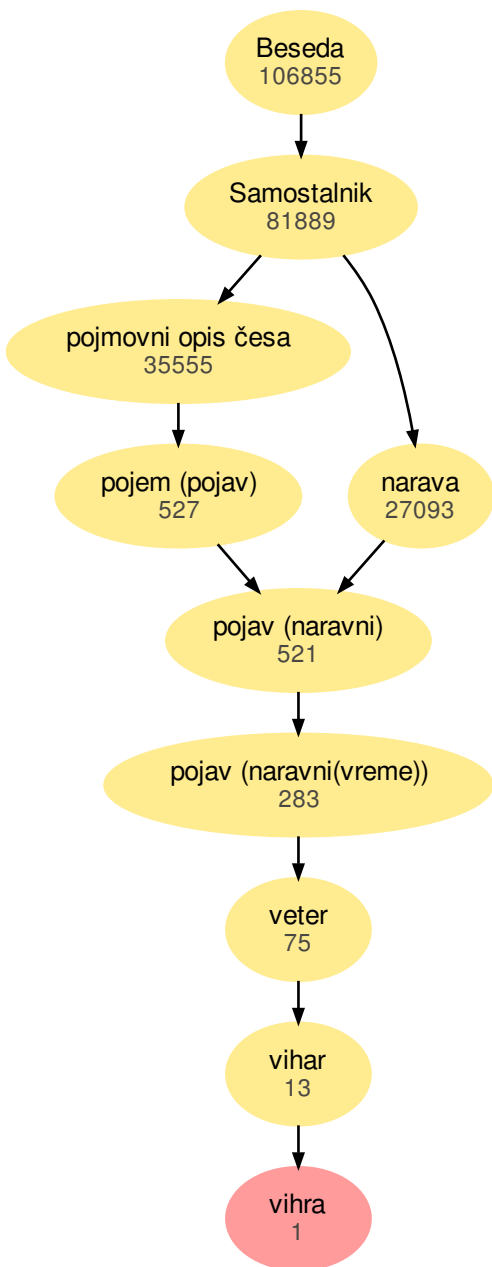 Beseda
106855
Samostalnik
81889
pojmovni opis česa
35555
pojem (pojav)
527
narava
27093
pojav (naravni)
521
pojav (naravni(vreme))
283
veter
75
vihar
13
vihra
1